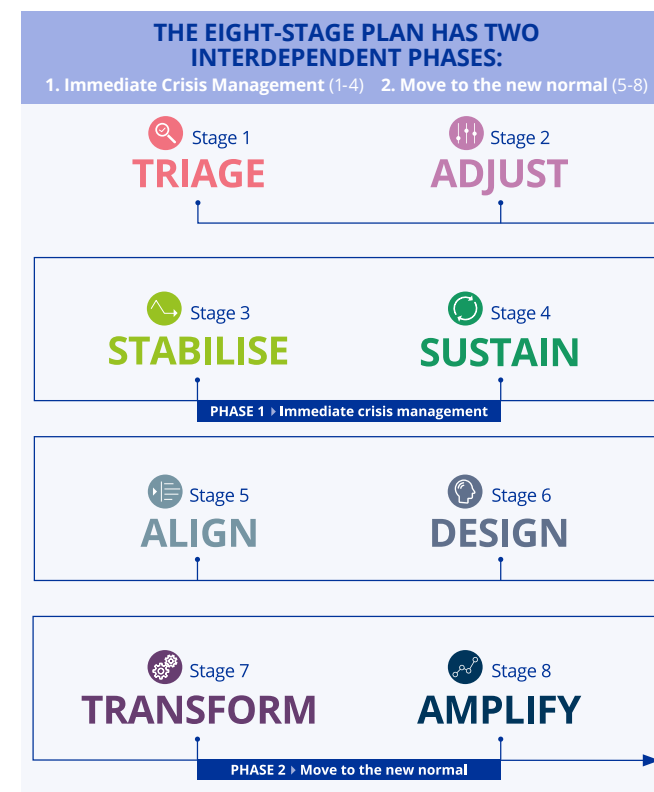 THE EIGHT-STAGE PLAN HAS TWO
INTERDEPENDENT PHASES:
1. Immediate Crisis Management (1-4) 2. Move to the new normal (5-8)
Stage 1
TRIAGE
Stage 2
ADJUST
Stage 3
STABILISE
Stage 4
SUSTAIN
PHASE 1 ▸ Immediate crisis management
Stage 5
ALIGN
Stage 6
DESIGN
Stage 7
TRANSFORM
Stage 8
AMPLIFY
PHASE 2 ▸ Move to the new normal